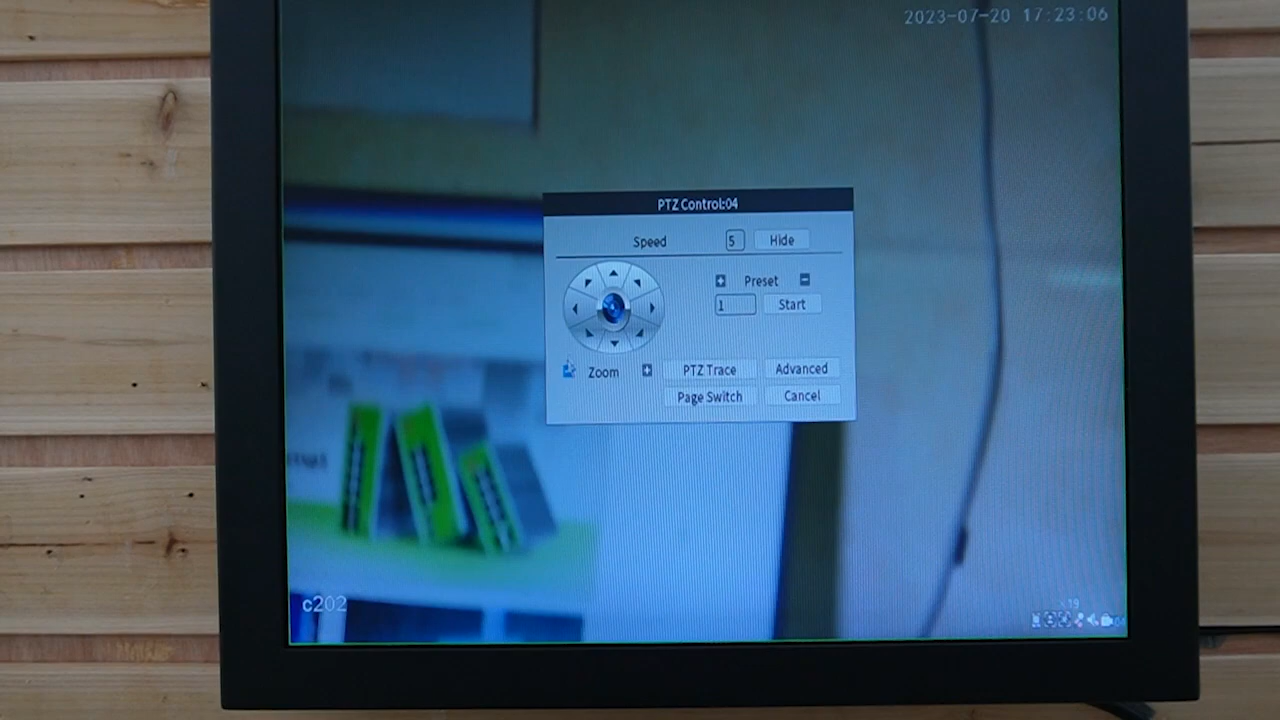 2023-07-20 17:23:06
PTZ Control:04
Speed 5 Hide
Preset
1 Start
Zoom PTZ Trace Advanced
Page Switch Cancel
c202